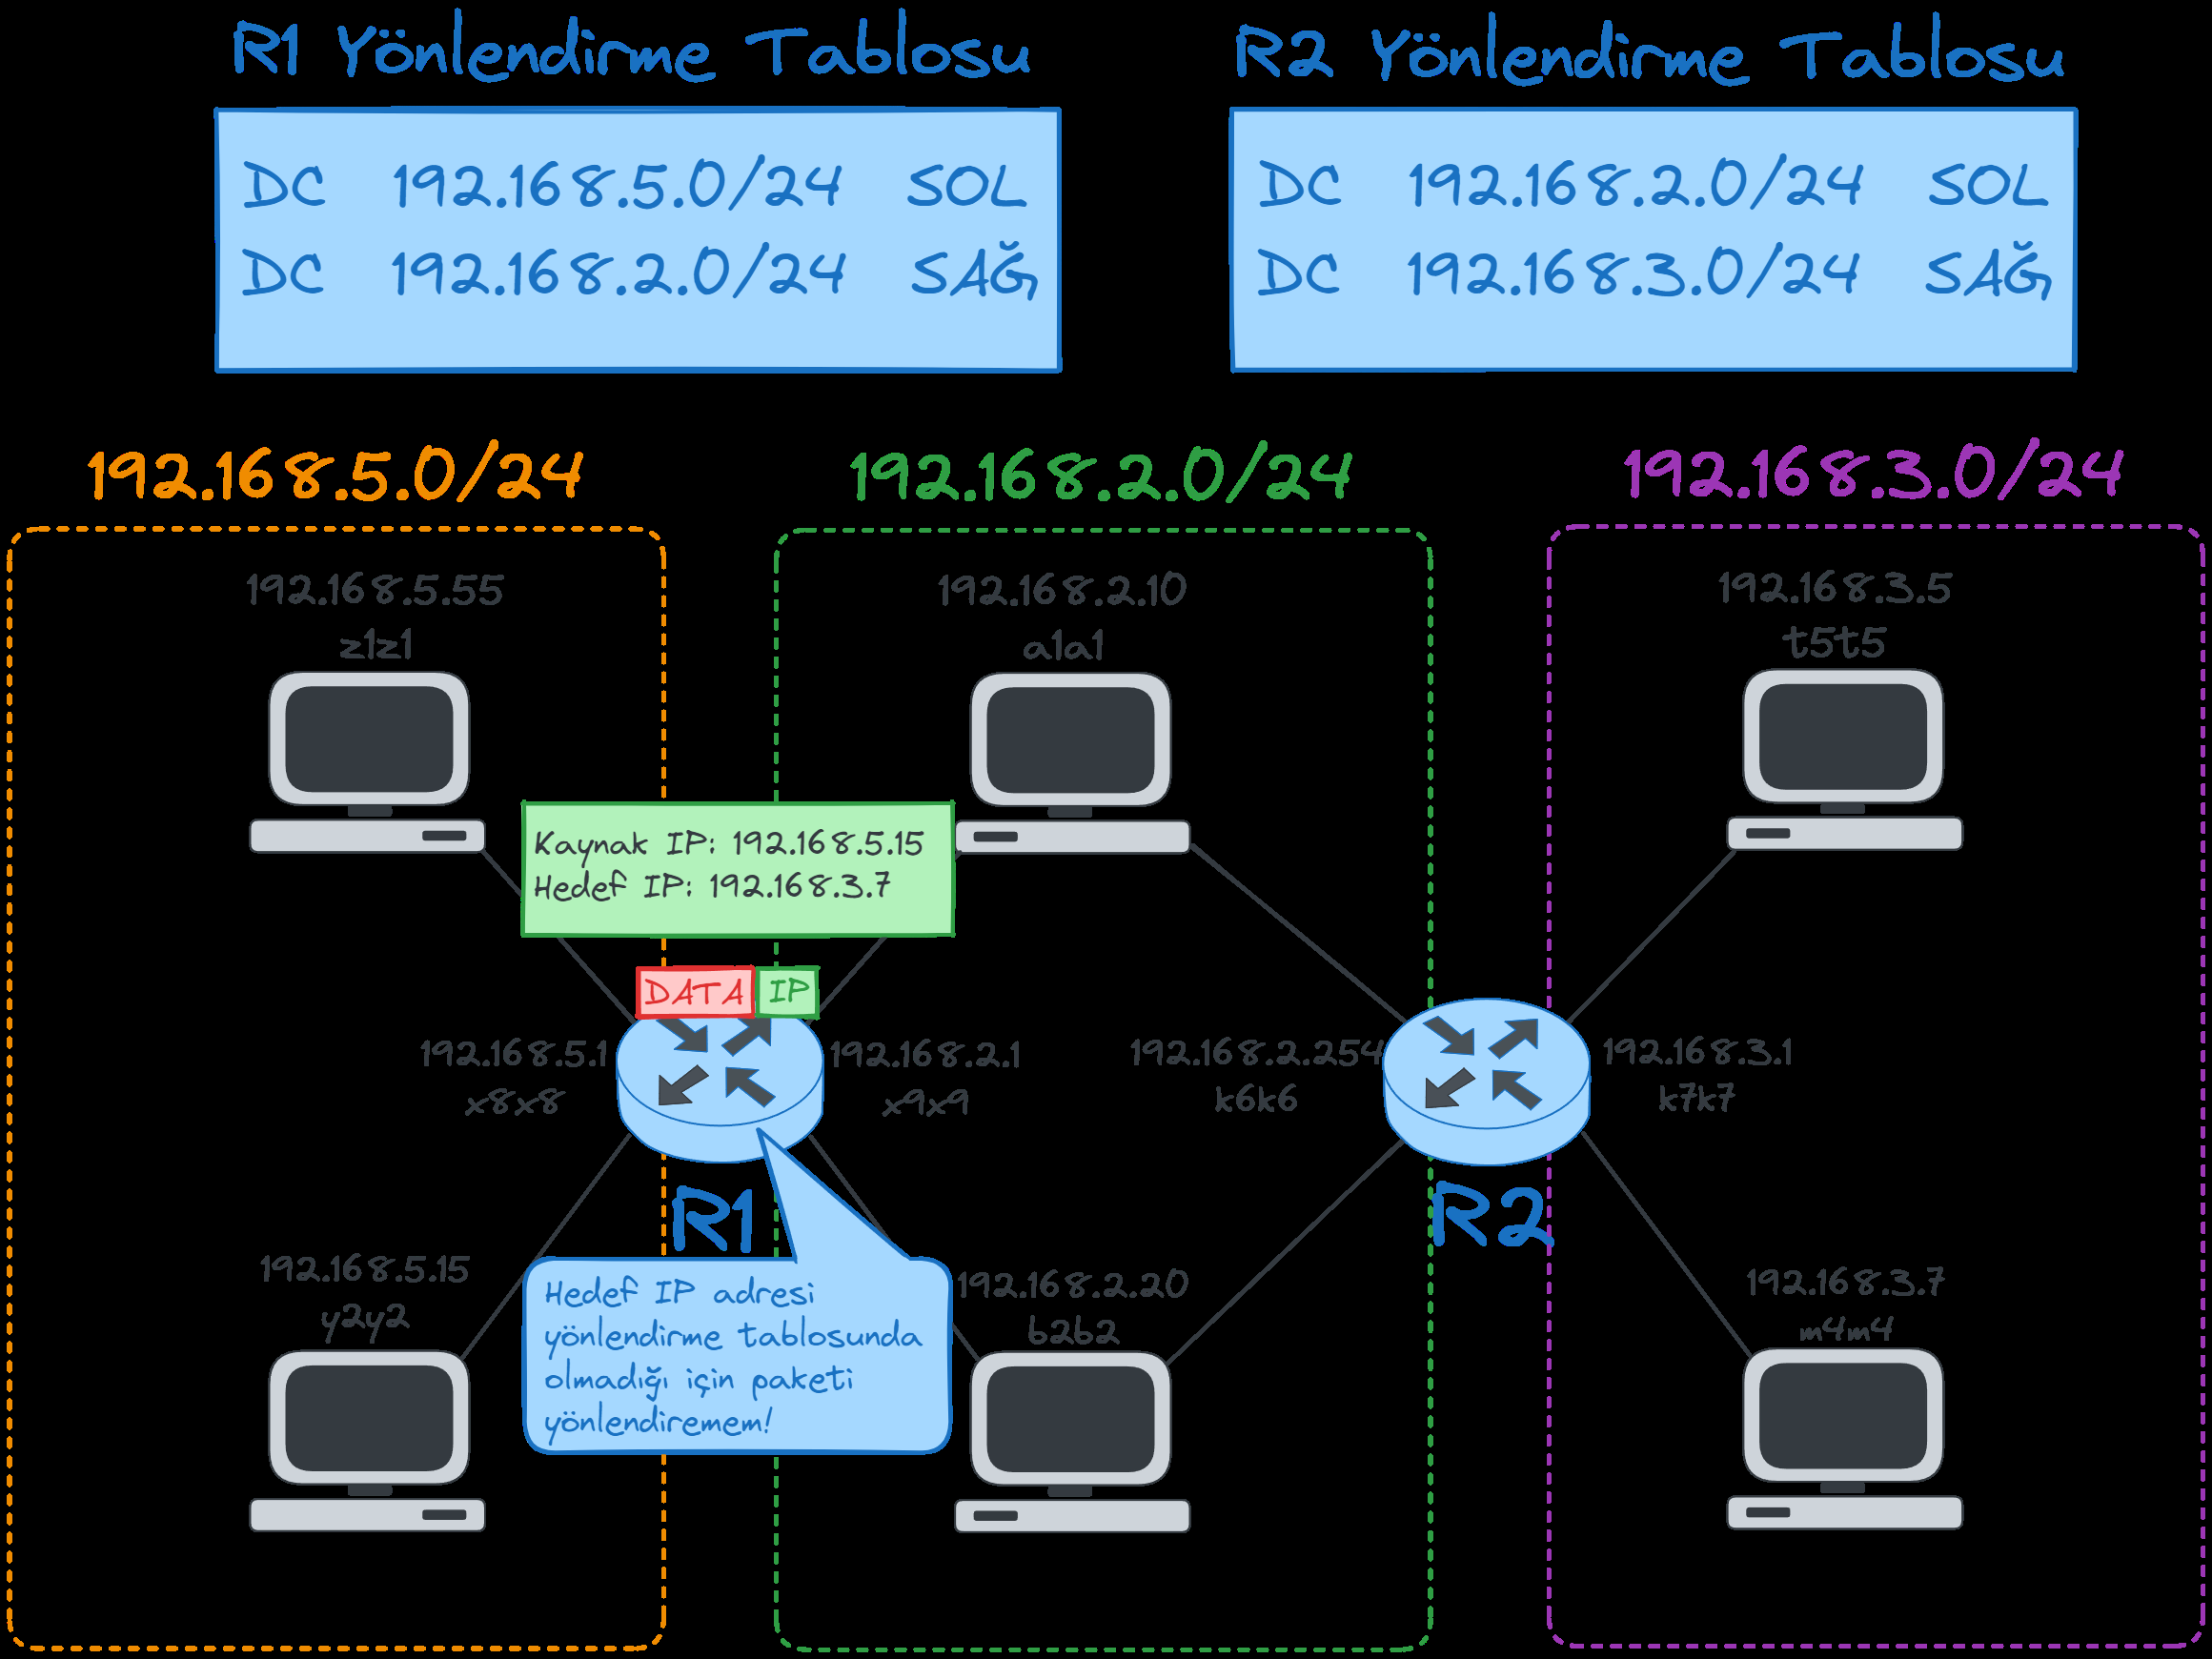 R1 Yönlendirme Tablosu
DC 192.168.5.0/24 SOL
DC 192.168.2.0/24 SAĞ
R2 Yönlendirme Tablosu
DC 192.168.2.0/24 SOL
DC 192.168.3.0/24 SAĞ
192.168.5.0/24
192.168.2.0/24
192.168.3.0/24
192.168.5.55
z1z1
192.168.2.10
a1a1
192.168.3.5
t5t5
Kaynak IP: 192.168.5.15
Hedef IP: 192.168.3.7
DATA
IP
192.168.5.1
x8x8
192.168.2.1
x9x9
192.168.2.254
k6k6
192.168.3.1
k7k7
R1
R2
192.168.5.15
y2y2
Hedef IP adresi
yönlendirme tablosunda
olmadığı için paketi
yönlendiremem!
192.168.2.20
b2b2
192.168.3.7
m4m4